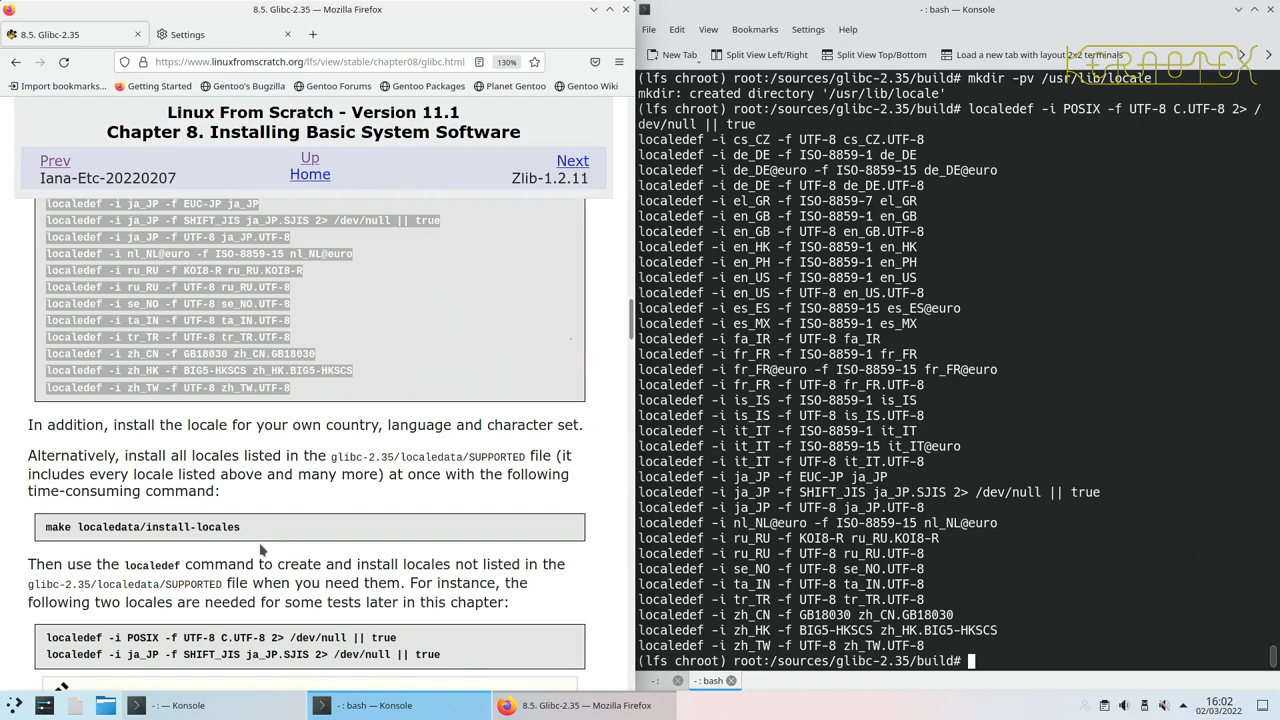 8.5. Glibc-2.35 — Mozilla Firefox
8.5. Glibc-2.35
Settings
https://www.linuxfromscratch.org/lfs/view/stable/chapter08/glibc.html
130%
Import bookmarks...
Getting Started
Gentoo's Bugzilla
Gentoo Forums
Gentoo Packages
Planet Gentoo
Gentoo Wiki
Linux From Scratch - Version 11.1
Chapter 8. Installing Basic System Software
Prev
Up
Next
Iana-Etc-20220207
Home
Zlib-1.2.11
localedef -i ja_JP -f EUC-JP ja_JP
localedef -i ja_JP -f SHIFT_JIS ja_JP.SJIS 2> /dev/null || true
localedef -i ja_JP -f UTF-8 ja_JP.UTF-8
localedef -i nl_NL@euro -f ISO-8859-15 nl_NL@euro
localedef -i ru_RU -f KOI8-R ru_RU.KOI8-R
localedef -i ru_RU -f UTF-8 ru_RU.UTF-8
localedef -i se_NO -f UTF-8 se_NO.UTF-8
localedef -i ta_IN -f UTF-8 ta_IN.UTF-8
localedef -i tr_TR -f UTF-8 tr_TR.UTF-8
localedef -i zh_CN -f GB18030 zh_CN.GB18030
localedef -i zh_HK -f BIG5-HKSCS zh_HK.BIG5-HKSCS
localedef -i zh_TW -f UTF-8 zh_TW.UTF-8
In addition, install the locale for your own country, language and character set.
Alternatively, install all locales listed in the glibc-2.35/localedata/SUPPORTED file (it
includes every locale listed above and many more) at once with the following
time-consuming command:
make localedata/install-locales
Then use the localedef command to create and install locales not listed in the
glibc-2.35/localedata/SUPPORTED file when you need them. For instance, the
following two locales are needed for some tests later in this chapter:
localedef -i POSIX -f UTF-8 C.UTF-8 2> /dev/null || true
localedef -i ja_JP -f SHIFT_JIS ja_JP.SJIS 2> /dev/null || true
- : bash — Konsole
File
Edit
View
Bookmarks
Settings
Help
New Tab
Split View Left/Right
Split View Top/Bottom
Load a new tab with layout 2x2 terminals
KERNOTEX
(lfs chroot) root:/sources/glibc-2.35/build# mkdir -pv /usr/lib/locale
mkdir: created directory '/usr/lib/locale'
(lfs chroot) root:/sources/glibc-2.35/build# localedef -i POSIX -f UTF-8 C.UTF-8 2> /
dev/null || true
localedef -i cs_CZ -f UTF-8 cs_CZ.UTF-8
localedef -i de_DE -f ISO-8859-1 de_DE
localedef -i de_DE@euro -f ISO-8859-15 de_DE@euro
localedef -i de_DE -f UTF-8 de_DE.UTF-8
localedef -i el_GR -f ISO-8859-7 el_GR
localedef -i en_GB -f ISO-8859-1 en_GB
localedef -i en_GB -f UTF-8 en_GB.UTF-8
localedef -i en_HK -f ISO-8859-1 en_HK
localedef -i en_PH -f ISO-8859-1 en_PH
localedef -i en_US -f ISO-8859-1 en_US
localedef -i en_US -f UTF-8 en_US.UTF-8
localedef -i es_ES -f ISO-8859-15 es_ES@euro
localedef -i es_MX -f ISO-8859-1 es_MX
localedef -i fa_IR -f UTF-8 fa_IR
localedef -i fr_FR -f ISO-8859-1 fr_FR
localedef -i fr_FR@euro -f ISO-8859-15 fr_FR@euro
localedef -i fr_FR -f UTF-8 fr_FR.UTF-8
localedef -i is_IS -f ISO-8859-1 is_IS
localedef -i is_IS -f UTF-8 is_IS.UTF-8
localedef -i it_IT -f ISO-8859-1 it_IT
localedef -i it_IT -f ISO-8859-15 it_IT@euro
localedef -i it_IT -f UTF-8 it_IT.UTF-8
localedef -i ja_JP -f EUC-JP ja_JP
localedef -i ja_JP -f SHIFT_JIS ja_JP.SJIS 2> /dev/null || true
localedef -i ja_JP -f UTF-8 ja_JP.UTF-8
localedef -i nl_NL@euro -f ISO-8859-15 nl_NL@euro
localedef -i ru_RU -f KOI8-R ru_RU.KOI8-R
localedef -i ru_RU -f UTF-8 ru_RU.UTF-8
localedef -i se_NO -f UTF-8 se_NO.UTF-8
localedef -i ta_IN -f UTF-8 ta_IN.UTF-8
localedef -i tr_TR -f UTF-8 tr_TR.UTF-8
localedef -i zh_CN -f GB18030 zh_CN.GB18030
localedef -i zh_HK -f BIG5-HKSCS zh_HK.BIG5-HKSCS
localedef -i zh_TW -f UTF-8 zh_TW.UTF-8
(lfs chroot) root:/sources/glibc-2.35/build#
- :
- : bash
- : — Konsole
- : bash — Konsole
8.5. Glibc-2.35 — Mozilla Firefox
16:02
02/03/2022